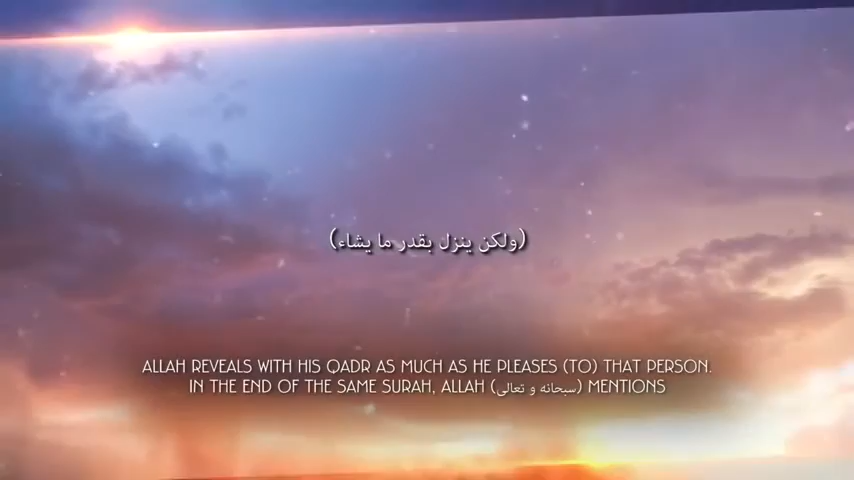 (ولكن ينزل بقدر ما يشاء)
ALLAH REVEALS WITH HIS QADR AS MUCH AS HE PLEASES (TO) THAT PERSON.
IN THE END OF THE SAME SURAH, ALLAH (سبحانه و تعالى) MENTIONS